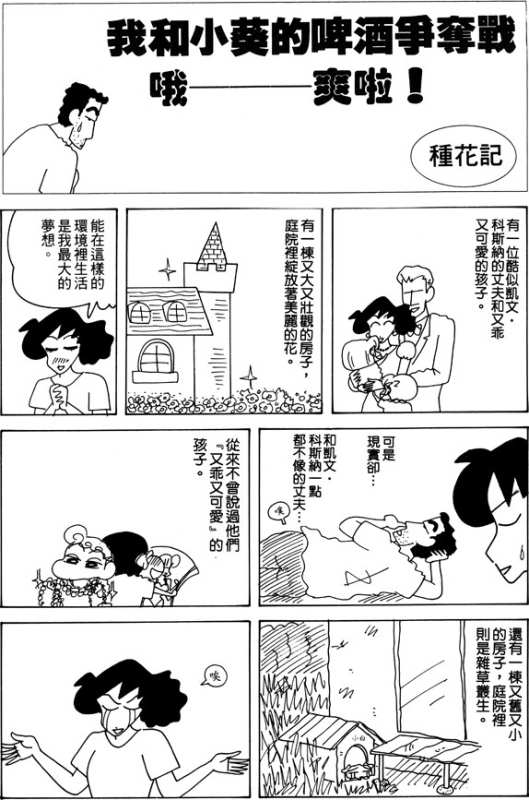 我和小葵的啤酒爭奪戰
哦———爽啦！
種花記
有一位酷似凱文．
科斯納的丈夫和又乖
又可愛的孩子。
有一棟又大又壯觀的房子，
庭院裡綻放著美麗的花。
能在這樣的
環境裡生活
是我最大的
夢想。
可是
現實卻…
和凱文．
科斯納一點
都不像的丈夫…
唉
從來不曾說過他們
『又乖又可愛』的
孩子。
還有一棟又舊又小
的房子，庭院裡
則是雜草叢生。
小白
唉